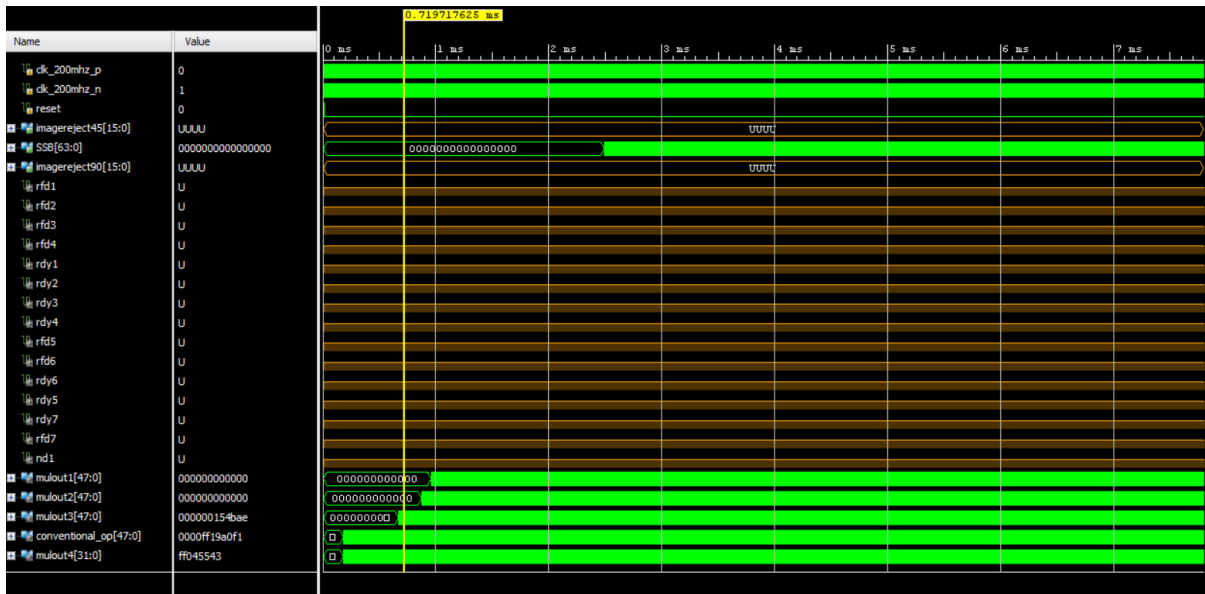 0.719717625 ms
Name Value
0 ms 1 ms 2 ms 3 ms 4 ms 5 ms 6 ms 7 ms
clk_200mhz_p 0
clk_200mhz_n 1
reset 0
imagereject45[15:0] UUUU UUUU
SSB[63:0] 0000000000000000 0000000000000000
imagereject90[15:0] UUUU UUUU
rfd1 U
rfd2 U
rfd3 U
rfd4 U
rdy1 U
rdy2 U
rdy3 U
rdy4 U
rfd5 U
rfd6 U
rdy6 U
rdy5 U
rdy7 U
rfd7 U
nd1 U
mulout1[47:0] 000000000000 000000000000
mulout2[47:0] 000000000000 000000000000
mulout3[47:0] 000000154bae 00000000
conventional_op[47:0] 0000ff19a0f1
mulout4[31:0] ff045543